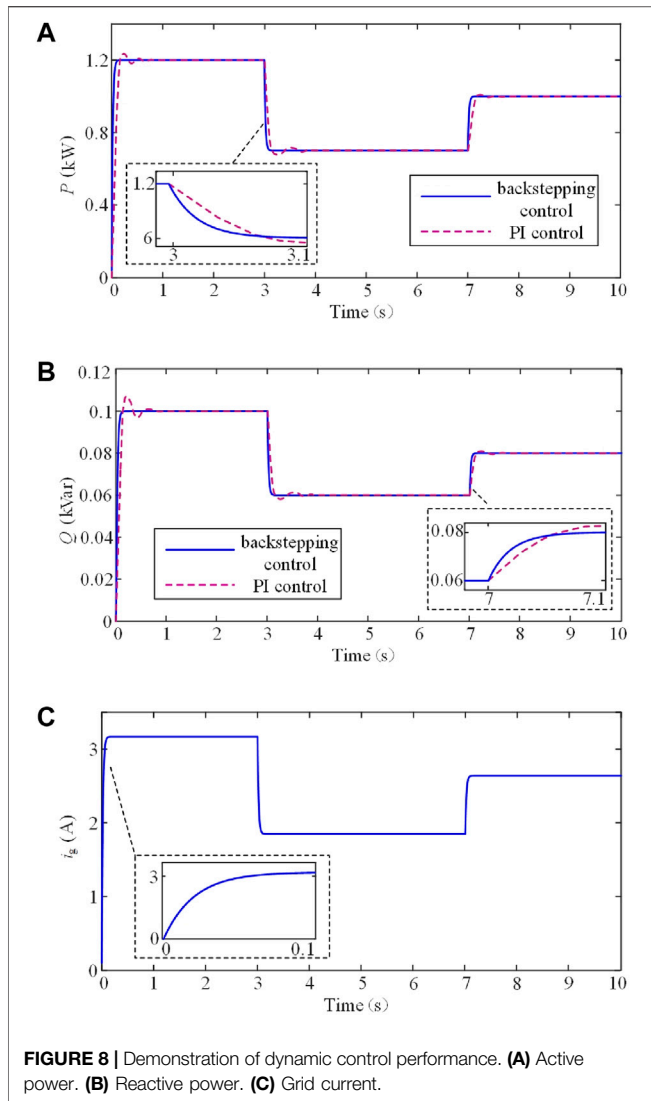 A
1.2
0.8
0.4
0
P (kW)
1.2
6
3
3.1
backstepping
control
PI control
0 1 2 3 4 5 6 7 8 9 10
Time (s)
B
0.12
0.1
0.08
0.06
0.04
0.02
0
Q (kVar)
backstepping
control
PI control
0.08
0.06
7
7.1
0 1 2 3 4 5 6 7 8 9 10
Time (s)
C
3
2
1
0
ig (A)
3
0
0
0.1
0 1 2 3 4 5 6 7 8 9 10
Time (s)
FIGURE 8 | Demonstration of dynamic control performance. (A) Active
power. (B) Reactive power. (C) Grid current.